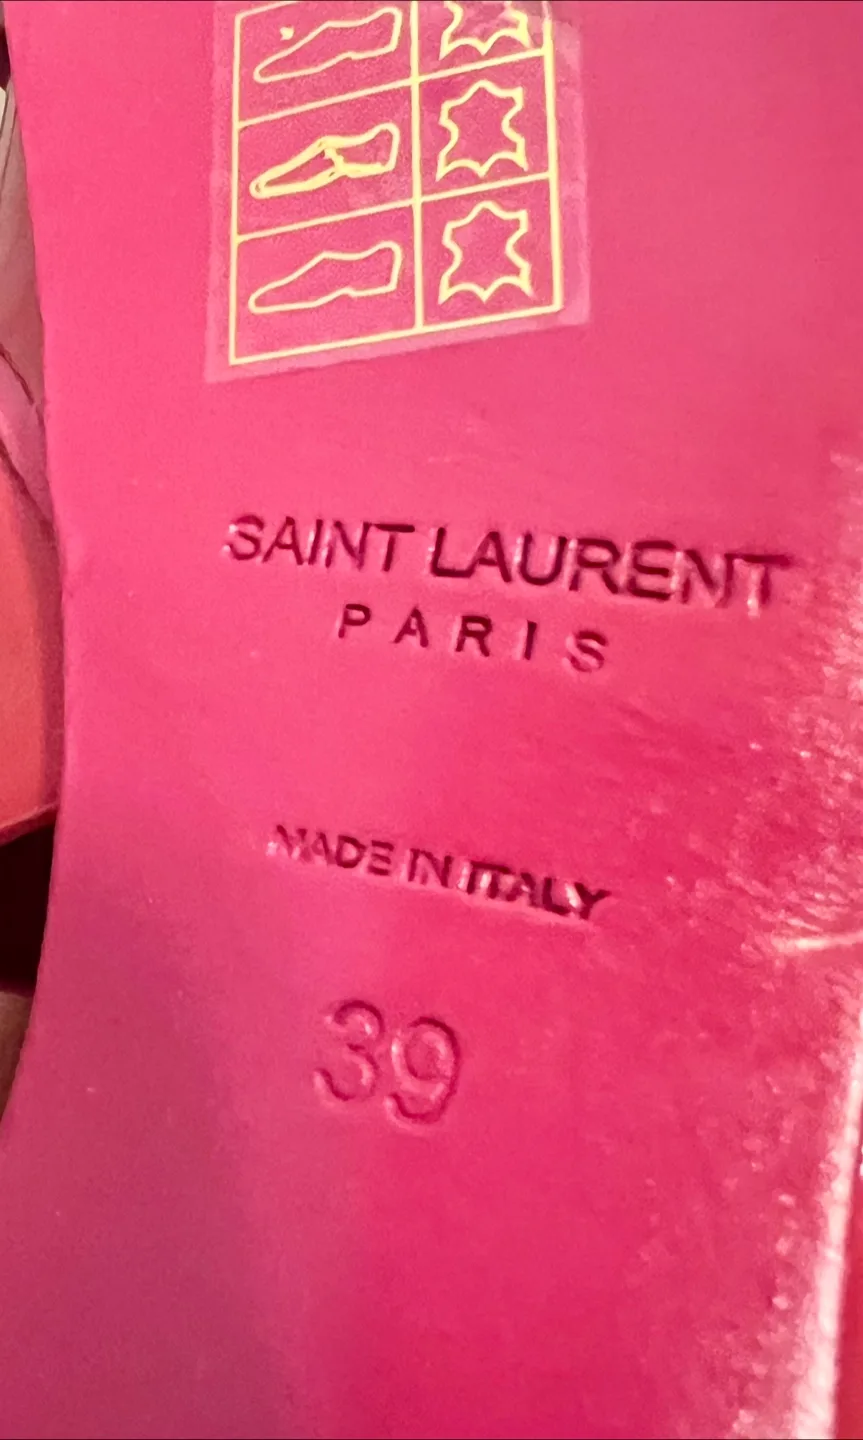 SAINT LAURENT
PARIS
MADE IN ITALY
39